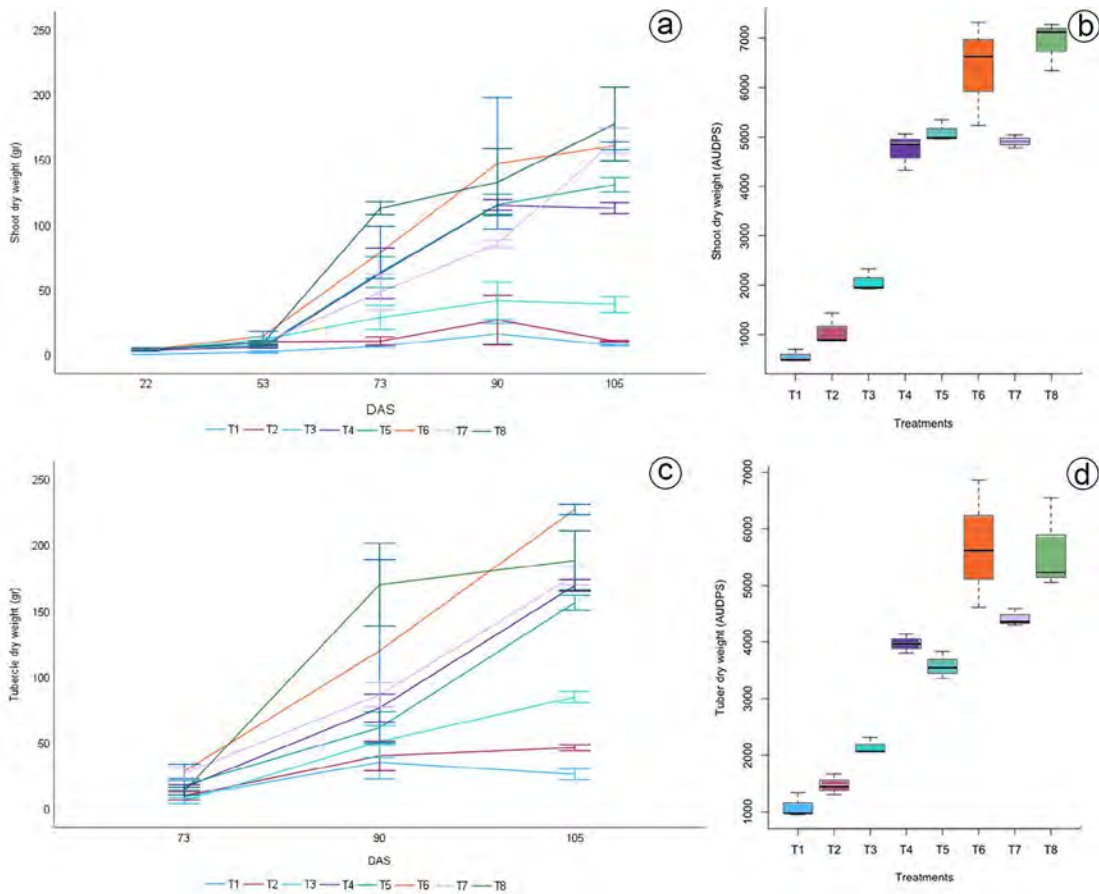 a
250
200
150
100
50
0
Shoot dry weight (gr)
22 53 73 90 105
DAS
T1 T2 T3 T4 T5 T6 T7 T8
b
7000
6000
5000
4000
3000
2000
1000
Shoot dry weight (AUDPS)
T1 T2 T3 T4 T5 T6 T7 T8
Treatments
c
250
200
150
100
50
0
Tubercle dry weight (gr)
73 90 105
DAS
T1 T2 T3 T4 T5 T6 T7 T8
d
7000
6000
5000
4000
3000
2000
1000
Tuber dry weight (AUDPS)
T1 T2 T3 T4 T5 T6 T7 T8
Treatments